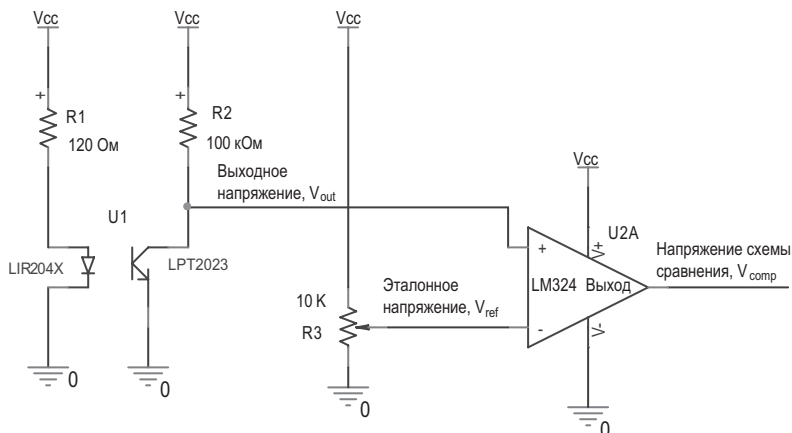 Vcc
Vcc
Vcc
+
R1
120 Ом
+
R2
100 кОм
Выходное
напряжение, Vout
Vcc
U1
LIR204X
LPT2023
U2A
V+
+
LM324 Выход
-
V-
Напряжение схемы
сравнения, Vcomp
Эталонное
напряжение, Vref
10 K
R3
0
0
0
0